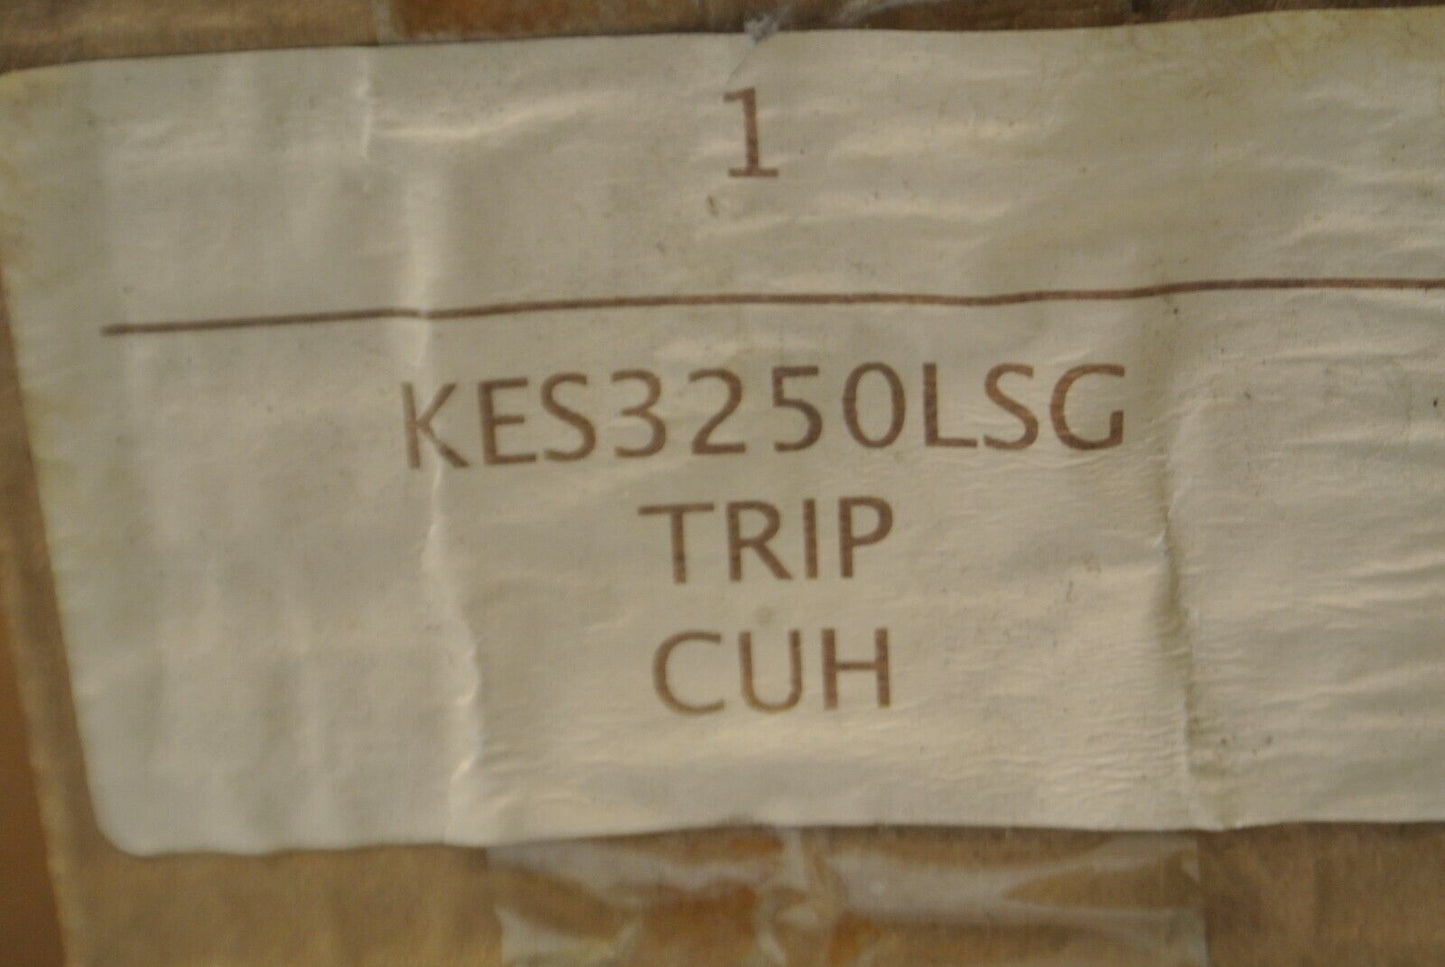 1
KES3250LSG
TRIP
CUH